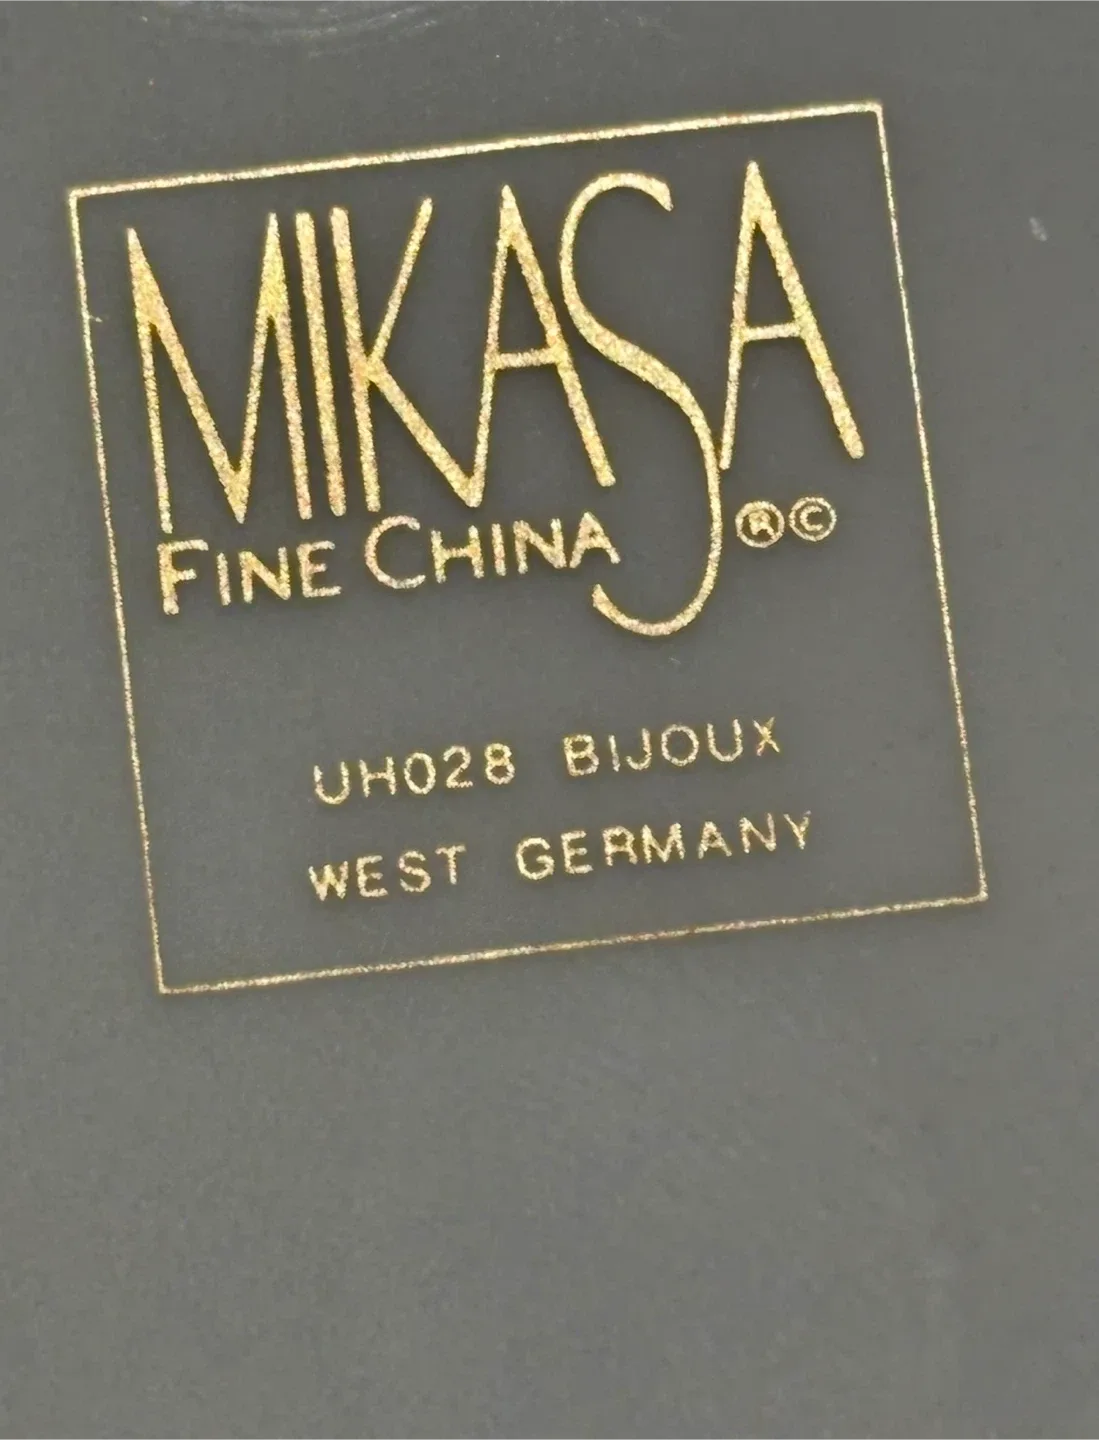 MIKASA
FINE CHINA ®©
UH028 BIJOUX
WEST GERMANY